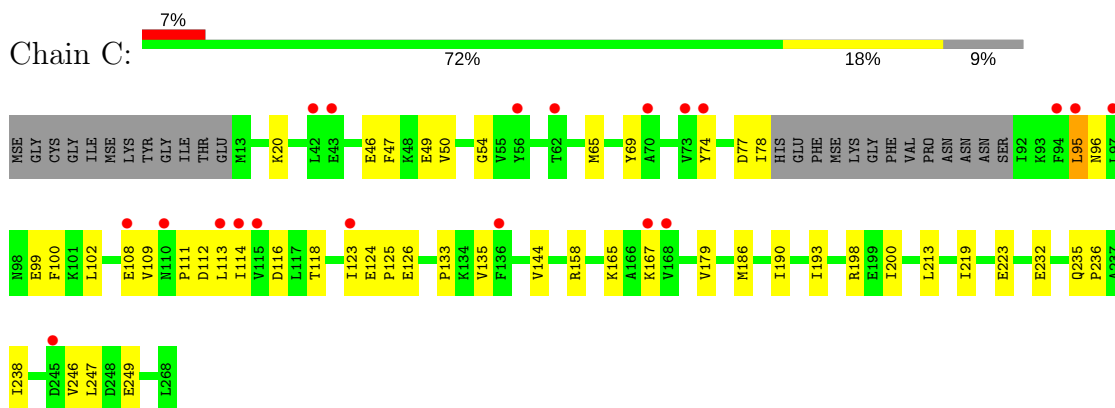 7%
Chain C:
72% 18% 9%
MSE GLY CYS GLY ILE MSE LYS TYR GLY ILE THR GLU M13 K20 L42 E43 E46 F47 K48 E49 V50 G54 V55 Y56 T62 M65 Y69 A70 V73 Y74 D77 I78 HIS GLU PHE MSE LYS GLY PHE VAL PRO ASN ASN ASN SER I92 K93 F94 L95 N96 L97
N98 E99 F100 K101 L102 E108 V109 N110 P111 D112 L113 I114 V115 D116 L117 T118 I123 E124 P125 E126 P133 K134 V135 F136 V144 R158 K165 A166 K167 V168 V179 M186 I190 I193 R198 E199 I200 L213 I219 E223 E232 Q235 P236 A237
I238 D245 V246 L247 D248 E249 L268